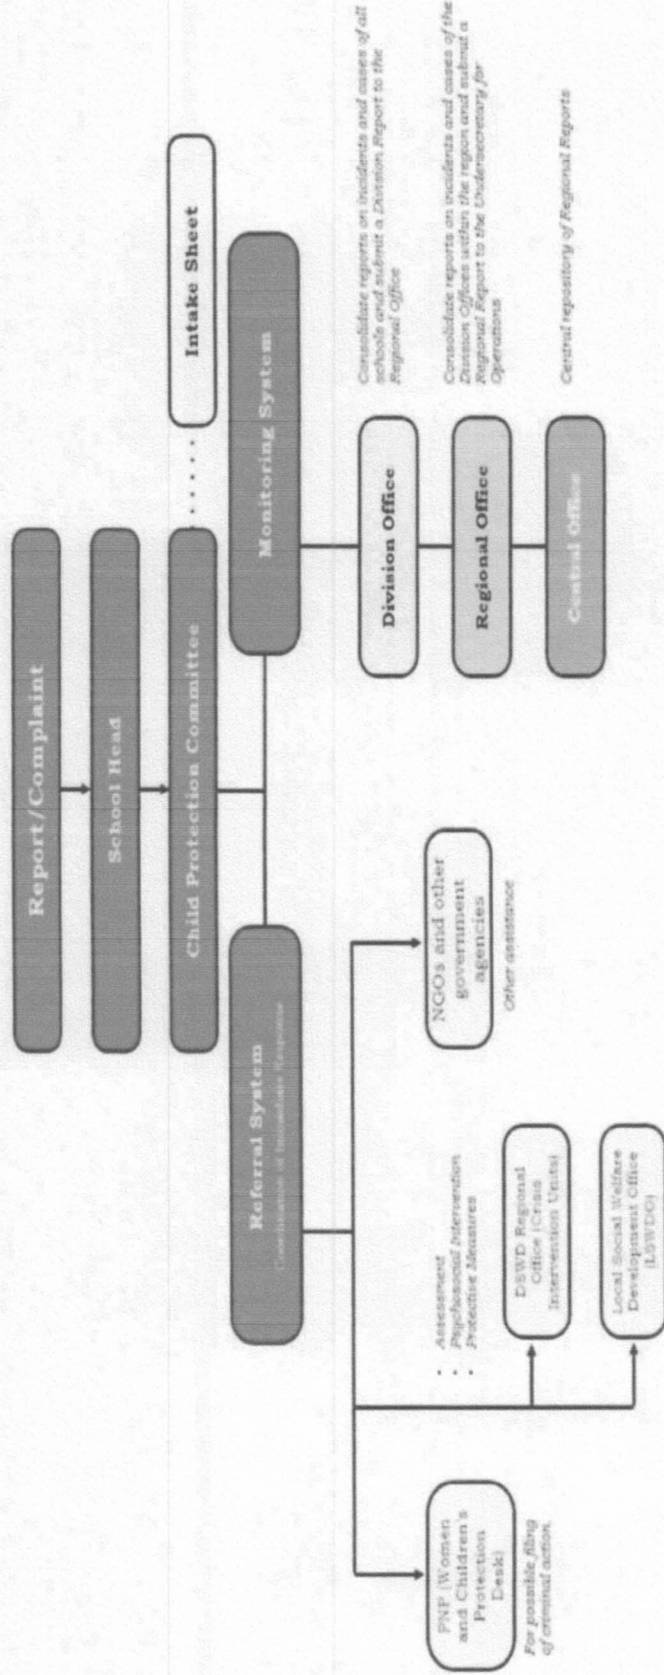 Report/Complaint
School Head
Child Protection Committee
Intake Sheet
Referral System
Coordination of Immediate Response
Monitoring System
PNP (Women
and Children's
Protection
Desk)
For possible filing
of criminal action.
• Assessment
• Psychosocial Intervention
• Protective Measures
DSWD Regional
Office (Crisis
Intervention Units)
Local Social Welfare
Development Office
(LSWDO)
NGOs and other
government
agencies
Other assistance
Division Office
Consolidate reports on incidents and cases of all
schools and submit a Division Report to the
Regional Office
Regional Office
Consolidate reports on incidents and cases of the
Division Offices within the region and submit a
Regional Report to the Undersecretary for
Operations
Central Office
Central repository of Regional Reports